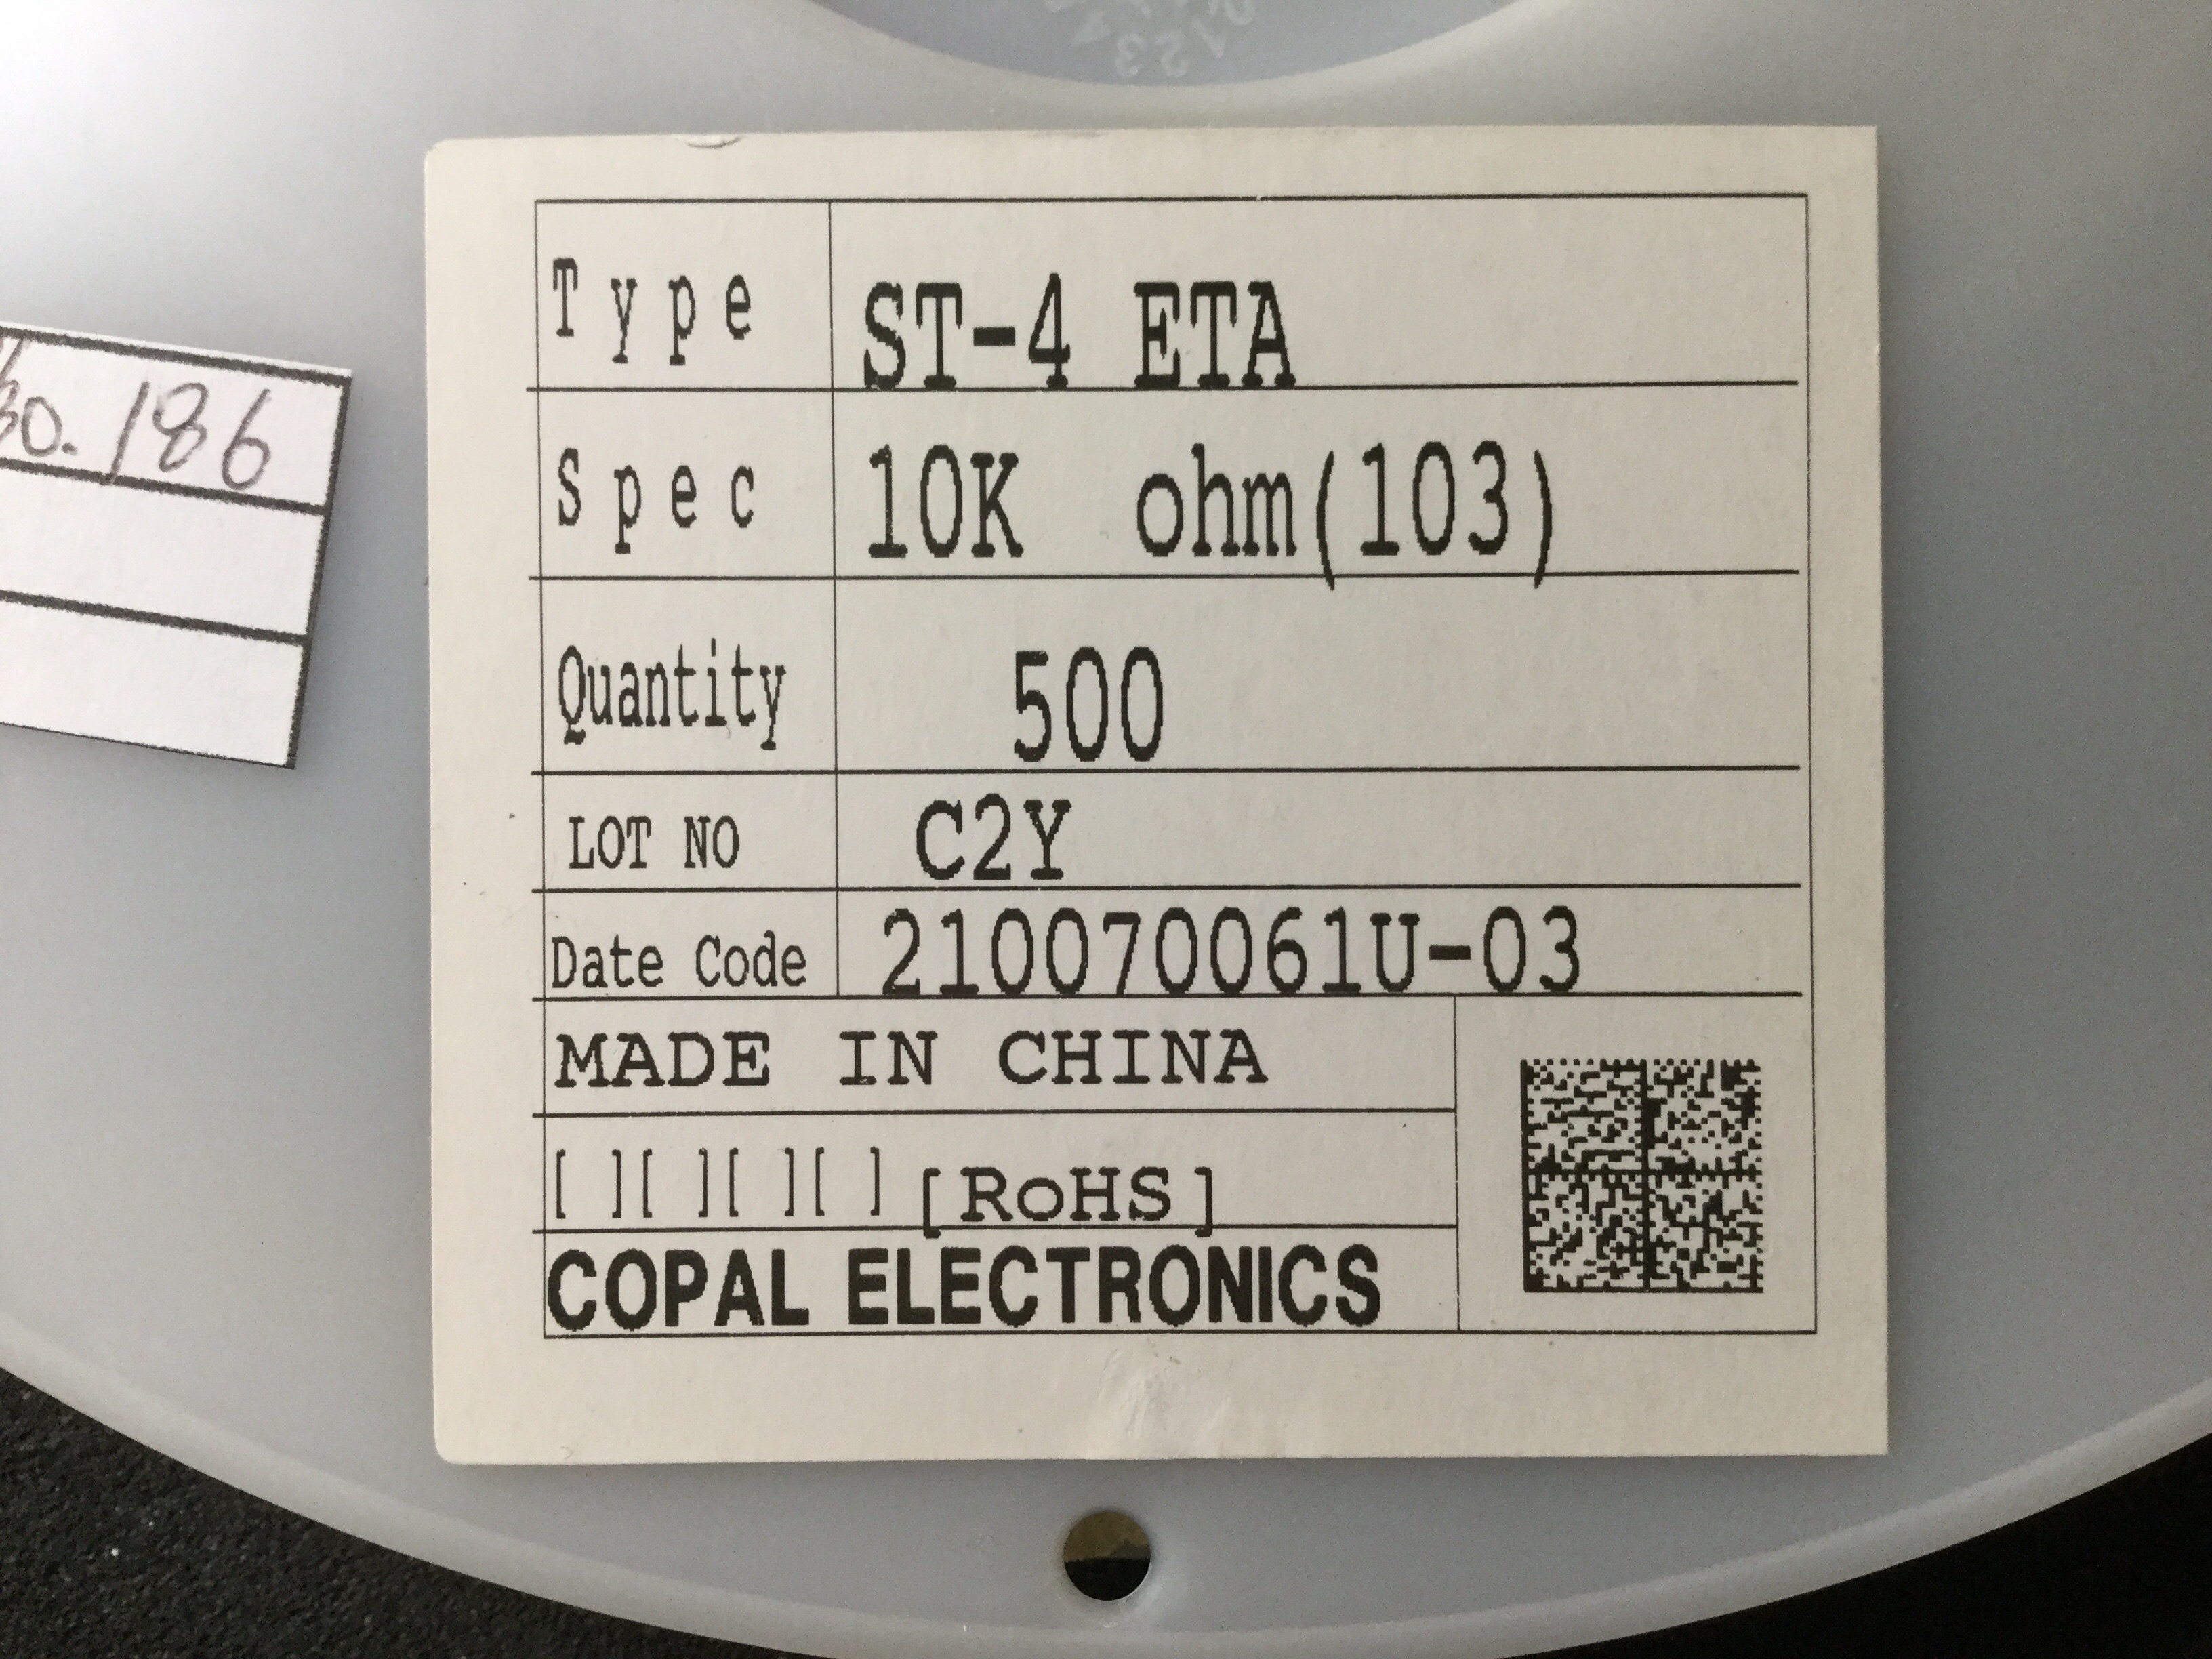 Type ST-4 ETA
Spec 10K ohm(103)
Quantity 500
LOT NO C2Y
Date Code 210070061U-03
MADE IN CHINA
[ ][ ][ ][ ] [RoHS]
COPAL ELECTRONICS
186
123